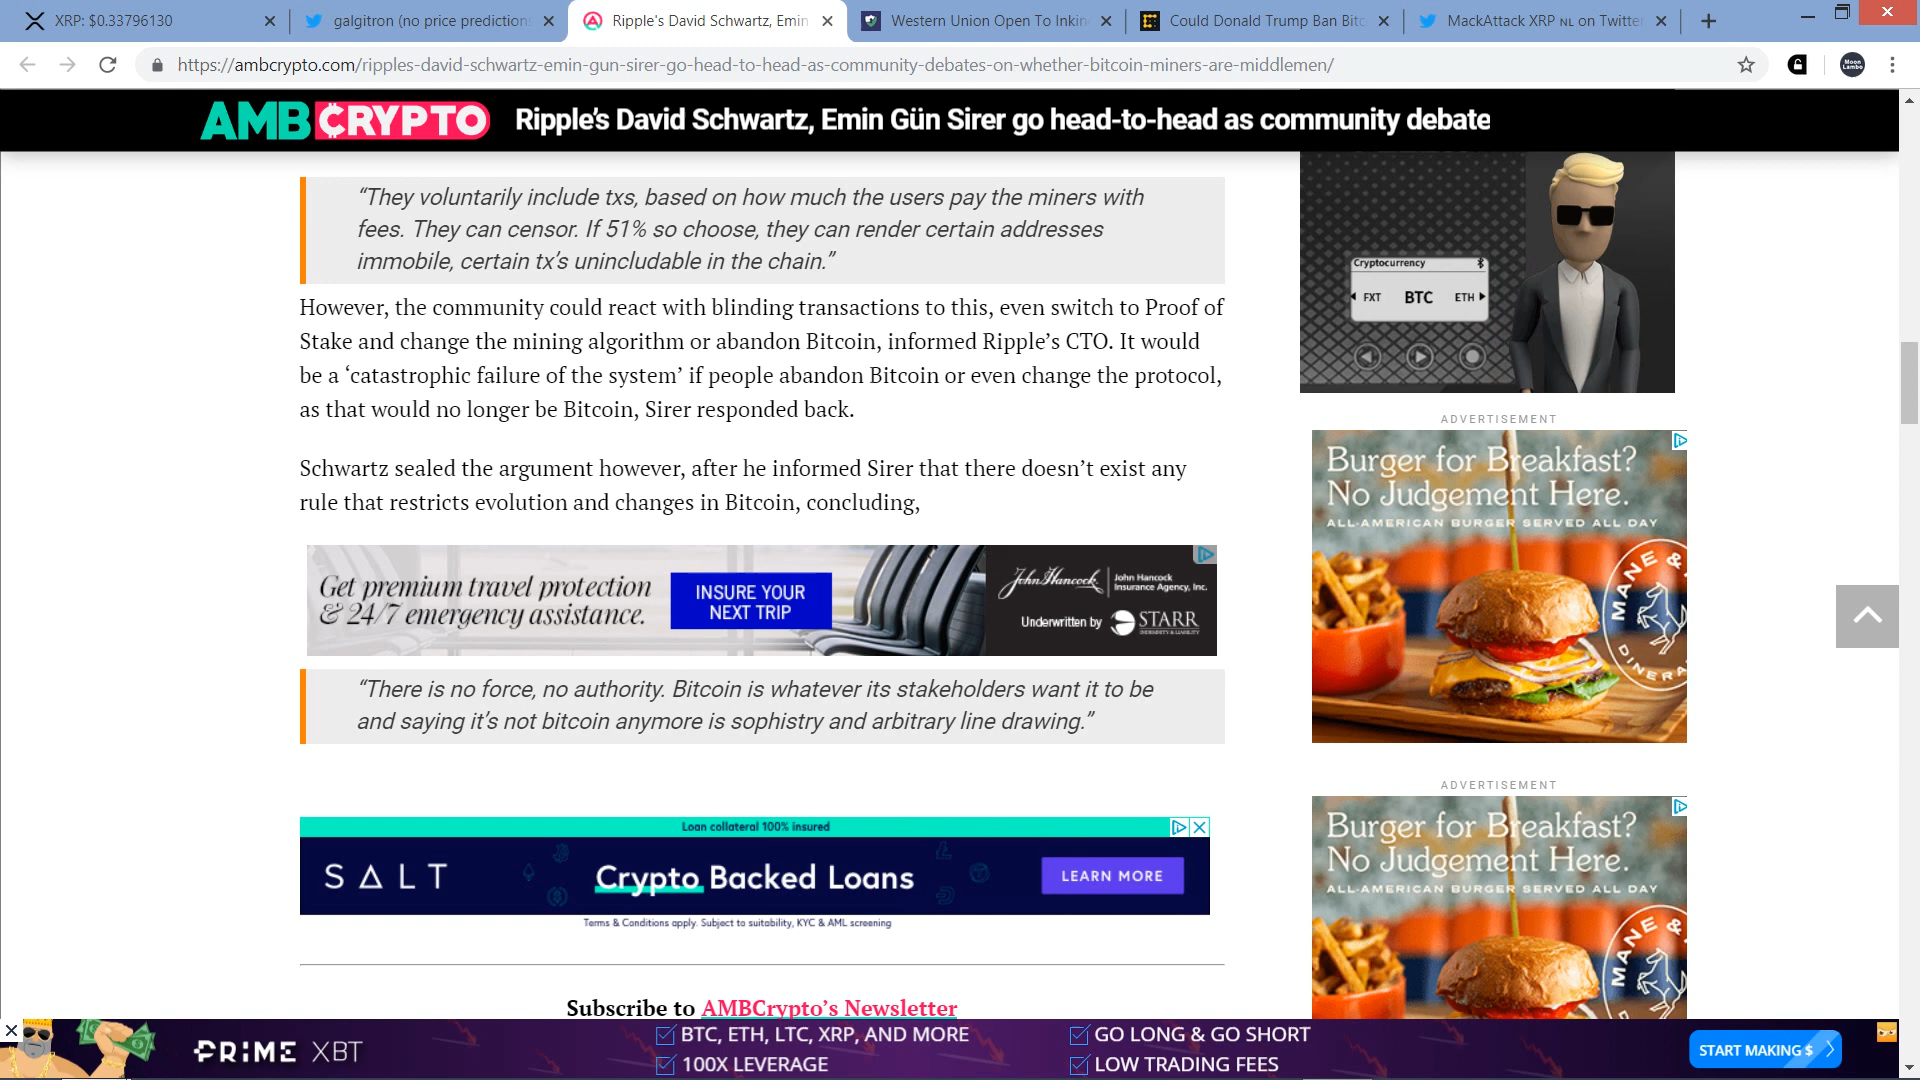 XRP: $0.33796130
galgitron (no price prediction
Ripple's David Schwartz, Emin
Western Union Open To Inkin
Could Donald Trump Ban Bitc
MackAttack XRP NL on Twitte
https://ambcrypto.com/ripples-david-schwartz-emin-gun-sirer-go-head-to-head-as-community-debates-on-whether-bitcoin-miners-are-middlemen/
Moon
Lambo
AMBCRYPTO
Ripple’s David Schwartz, Emin Gün Sirer go head-to-head as community debate
“They voluntarily include txs, based on how much the users pay the miners with
fees. They can censor. If 51% so choose, they can render certain addresses
immobile, certain tx’s unincludable in the chain.”
However, the community could react with blinding transactions to this, even switch to Proof of
Stake and change the mining algorithm or abandon Bitcoin, informed Ripple’s CTO. It would
be a ‘catastrophic failure of the system’ if people abandon Bitcoin or even change the protocol,
as that would no longer be Bitcoin, Sirer responded back.
Schwartz sealed the argument however, after he informed Sirer that there doesn’t exist any
rule that restricts evolution and changes in Bitcoin, concluding,
Get premium travel protection
& 24/7 emergency assistance.
INSURE YOUR
NEXT TRIP
John Hancock
John Hancock
Insurance Agency, Inc.
Underwritten by
STARR
INDEMNITY & LIABILITY
“There is no force, no authority. Bitcoin is whatever its stakeholders want it to be
and saying it’s not bitcoin anymore is sophistry and arbitrary line drawing.”
Loan collateral 100% insured
SALT
Crypto Backed Loans
LEARN MORE
Terms & Conditions apply. Subject to suitability, KYC & AML screening
Subscribe to AMBCrypto’s Newsletter
Cryptocurrency
FXT
BTC
ETH
ADVERTISEMENT
Burger for Breakfast?
No Judgement Here.
ALL-AMERICAN BURGER SERVED ALL DAY
MANE &
DINERA
ADVERTISEMENT
Burger for Breakfast?
No Judgement Here.
ALL-AMERICAN BURGER SERVED ALL DAY
MANE &
PRIME XBT
BTC, ETH, LTC, XRP, AND MORE
100X LEVERAGE
GO LONG & GO SHORT
LOW TRADING FEES
START MAKING $